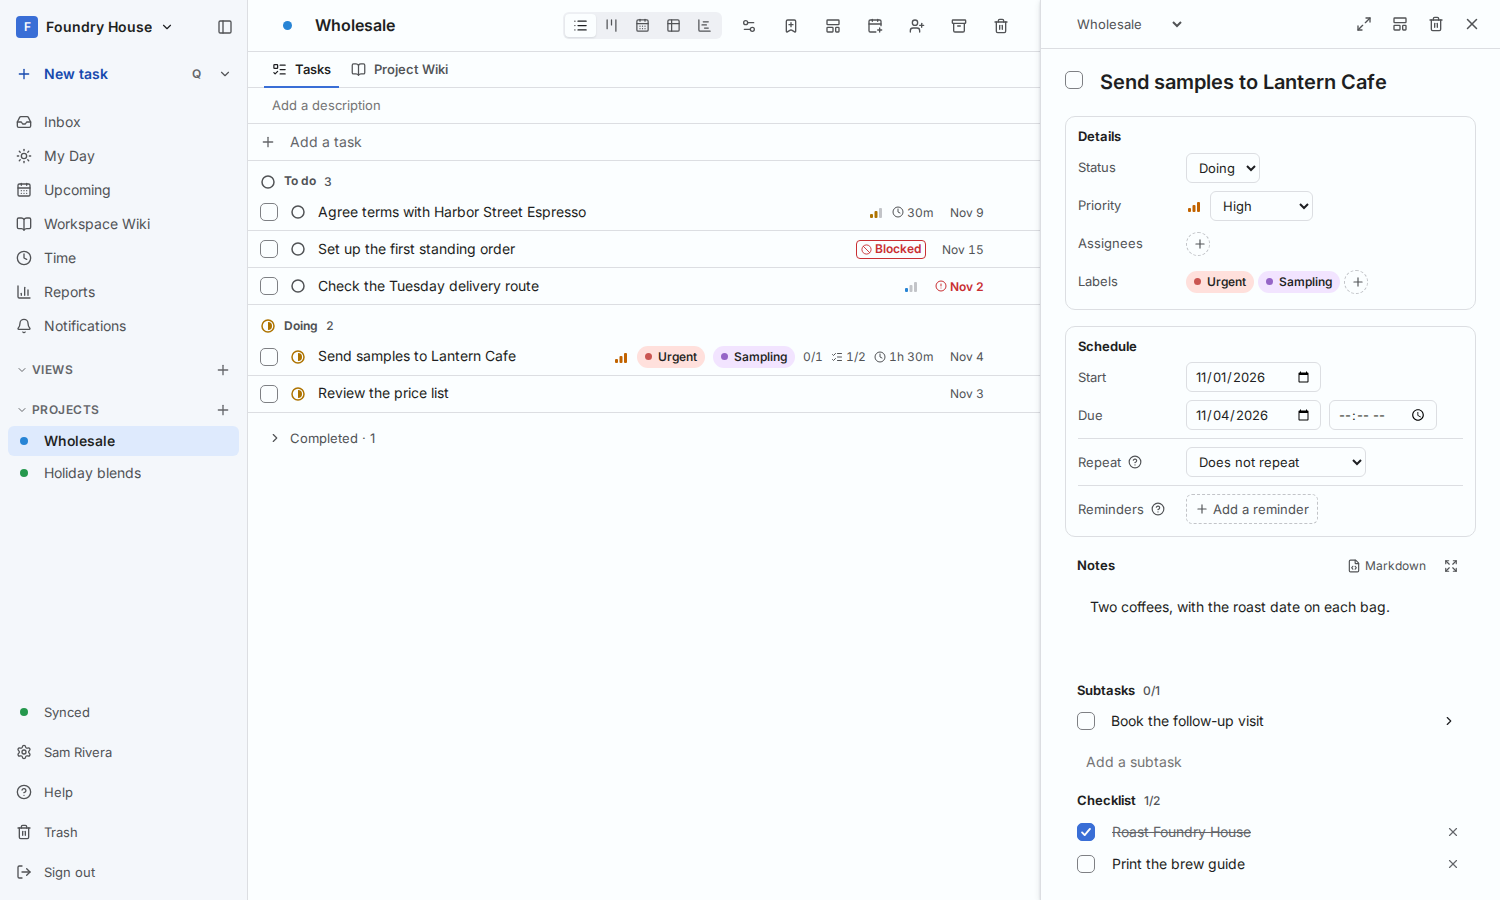 F Foundry House
New task Q
Inbox
My Day
Upcoming
Workspace Wiki
Time
Reports
Notifications
VIEWS
PROJECTS
Wholesale
Holiday blends
Synced
Sam Rivera
Help
Trash
Sign out
Wholesale
Tasks Project Wiki
Add a description
Add a task
To do 3
Agree terms with Harbor Street Espresso 30m Nov 9
Set up the first standing order Blocked Nov 15
Check the Tuesday delivery route Nov 2
Doing 2
Send samples to Lantern Cafe Urgent Sampling 0/1 1/2 1h 30m Nov 4
Review the price list Nov 3
Completed · 1
Wholesale
Send samples to Lantern Cafe
Details
Status Doing
Priority High
Assignees
Labels Urgent Sampling
Schedule
Start 11/01/2026
Due 11/04/2026 --:-- --
Repeat Does not repeat
Reminders Add a reminder
Notes Markdown
Two coffees, with the roast date on each bag.
Subtasks 0/1
Book the follow-up visit
Add a subtask
Checklist 1/2
Roast Foundry House
Print the brew guide